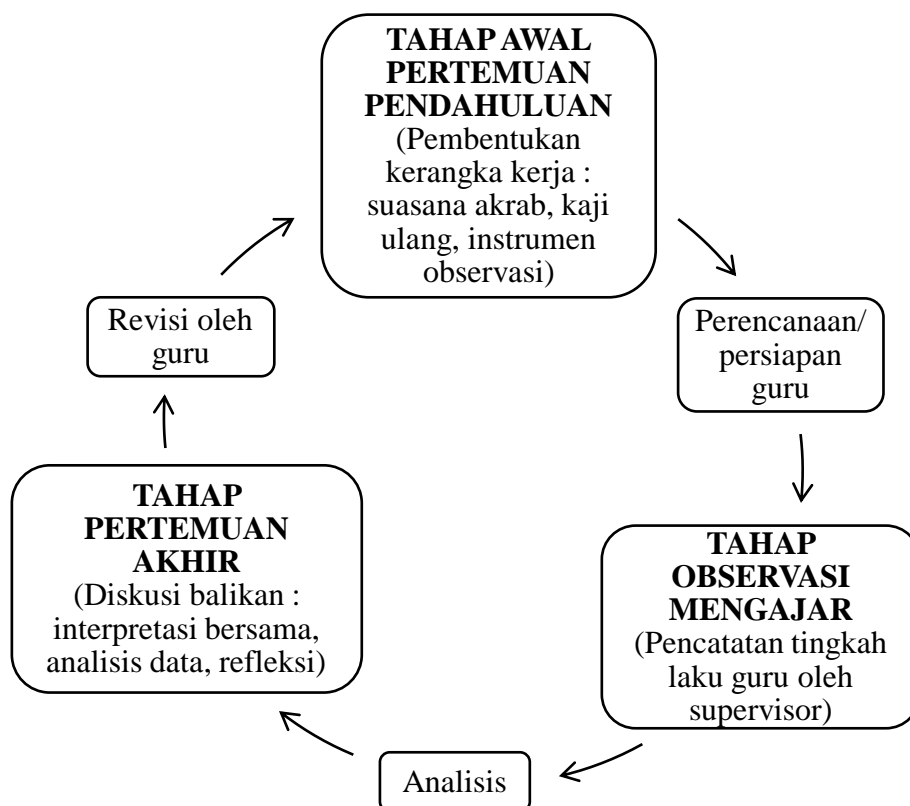 TAHAP AWAL
PERTEMUAN
PENDAHULUAN
(Pembentukan
kerangka kerja :
suasana akrab, kaji
ulang, instrumen
observasi)
Perencanaan/
persiapan
guru
TAHAP
OBSERVASI
MENGAJAR
(Pencatatan tingkah
laku guru oleh
supervisor)
Analisis
TAHAP
PERTEMUAN
AKHIR
(Diskusi balikan :
interpretasi bersama,
analisis data, refleksi)
Revisi oleh
guru